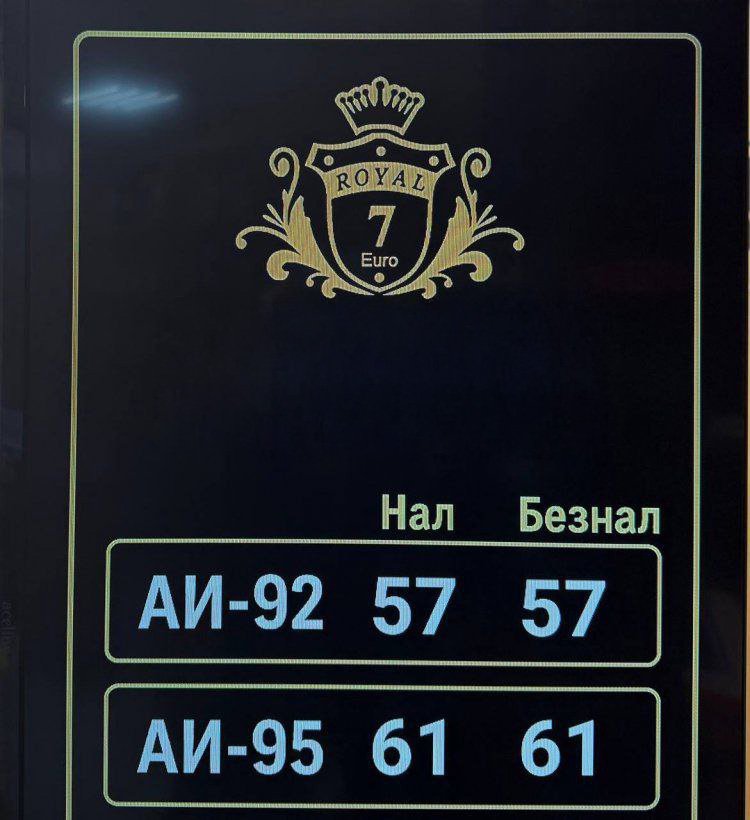 ROYAL
7
Euro
Нал Безнал
АИ-92 57 57
АИ-95 61 61